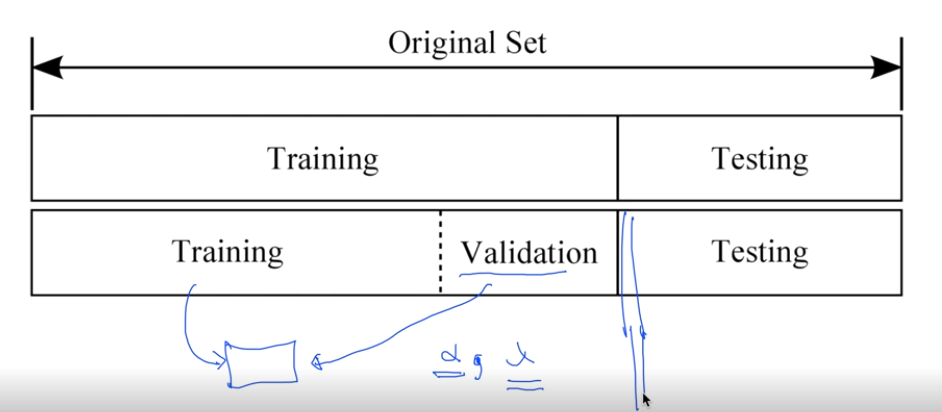 Original Set
Training Testing
Training Validation Testing
α, λ